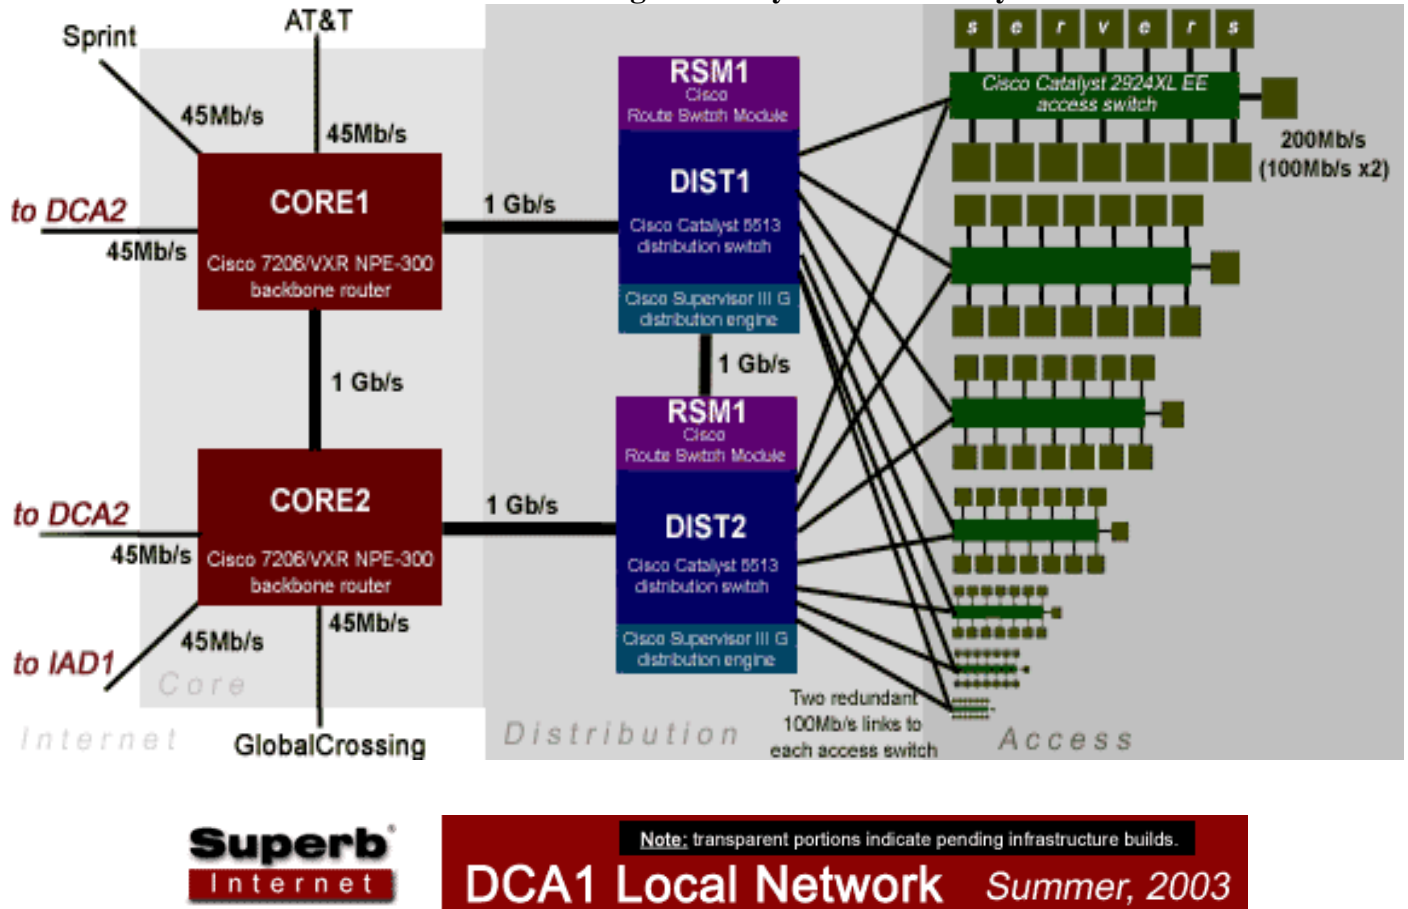 Sprint
AT&T
45Mb/s
45Mb/s
to DCA2
45Mb/s
CORE1
Cisco 7206/VXR NPE-300
backbone router
1 Gb/s
1 Gb/s
to DCA2
45Mb/s
CORE2
Cisco 7206/VXR NPE-300
backbone router
1 Gb/s
to IAD1
45Mb/s
45Mb/s
GlobalCrossing
Core
Internet
RSM1
Cisco
Route Switch Module
DIST1
Cisco Catalyst 5513
distribution switch
Cisco Supervisor III G
distribution engine
1 Gb/s
RSM1
Cisco
Route Switch Module
DIST2
Cisco Catalyst 5513
distribution switch
Cisco Supervisor III G
distribution engine
Distribution
Two redundant
100Mb/s links to
each access switch
servers
Cisco Catalyst 2924XL EE
access switch
200Mb/s
(100Mb/s x2)
Access
Superb®
Internet
Note: transparent portions indicate pending infrastructure builds.
DCA1 Local Network Summer, 2003